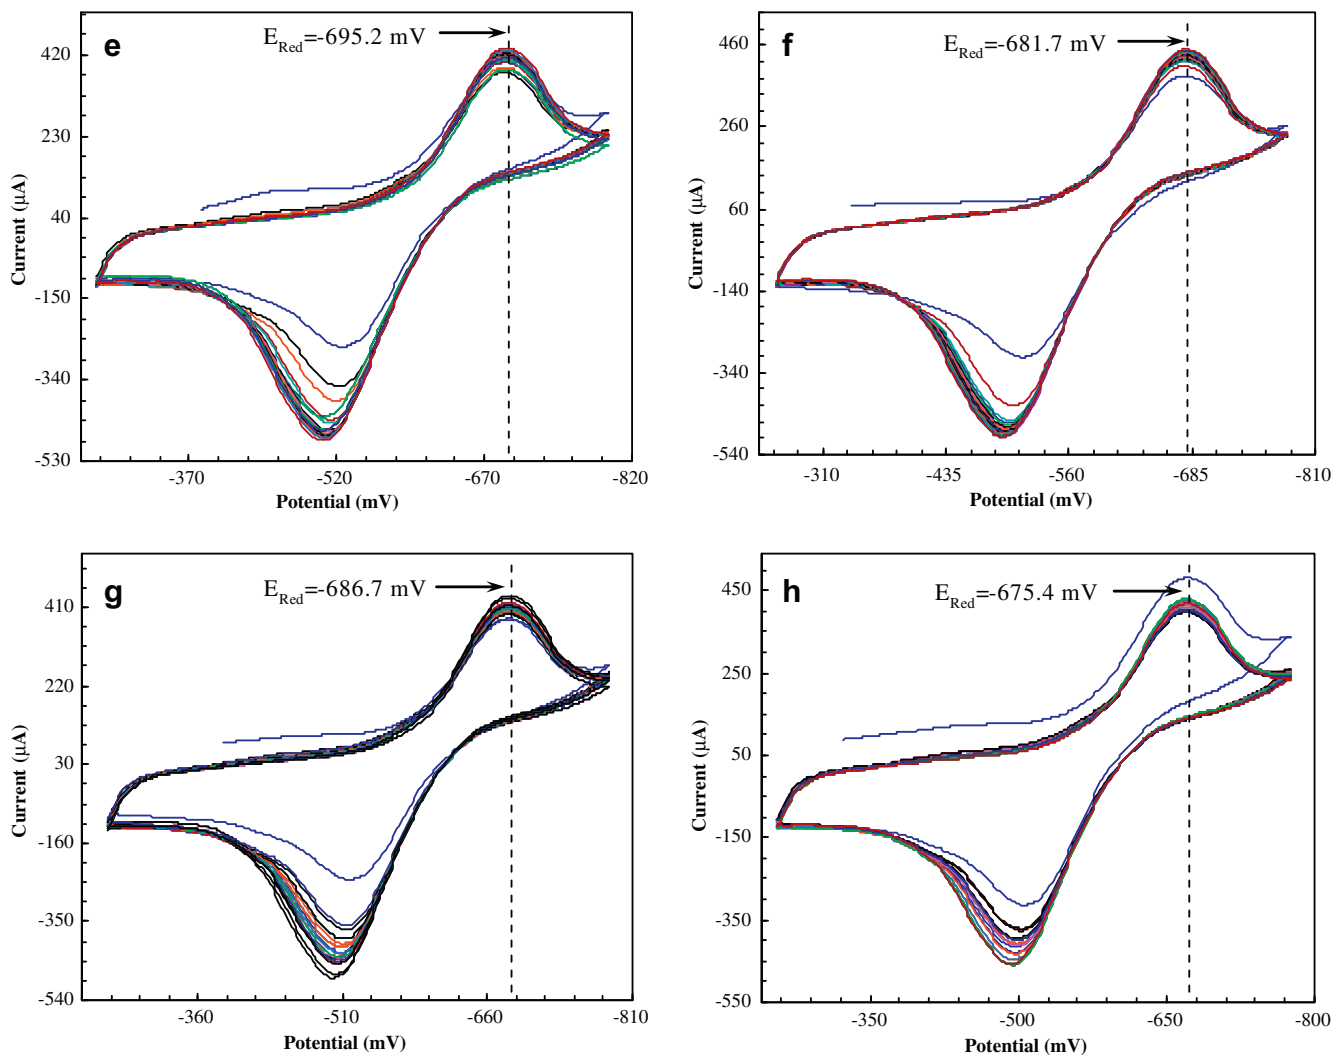 e
E_Red=-695.2 mV
420
230
40
-150
-340
-530
Current (µA)
-370
-520
-670
-820
Potential (mV)
f
E_Red=-681.7 mV
460
260
60
-140
-340
-540
Current (µA)
-310
-435
-560
-685
-810
Potential (mV)
g
E_Red=-686.7 mV
410
220
30
-160
-350
-540
Current (µA)
-360
-510
-660
-810
Potential (mV)
h
E_Red=-675.4 mV
450
250
50
-150
-350
-550
Current (µA)
-350
-500
-650
-800
Potential (mV)